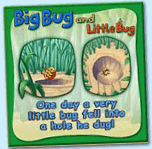 Big Bug and Little Bug
One day a very
little bug fell into
a hole he dug!